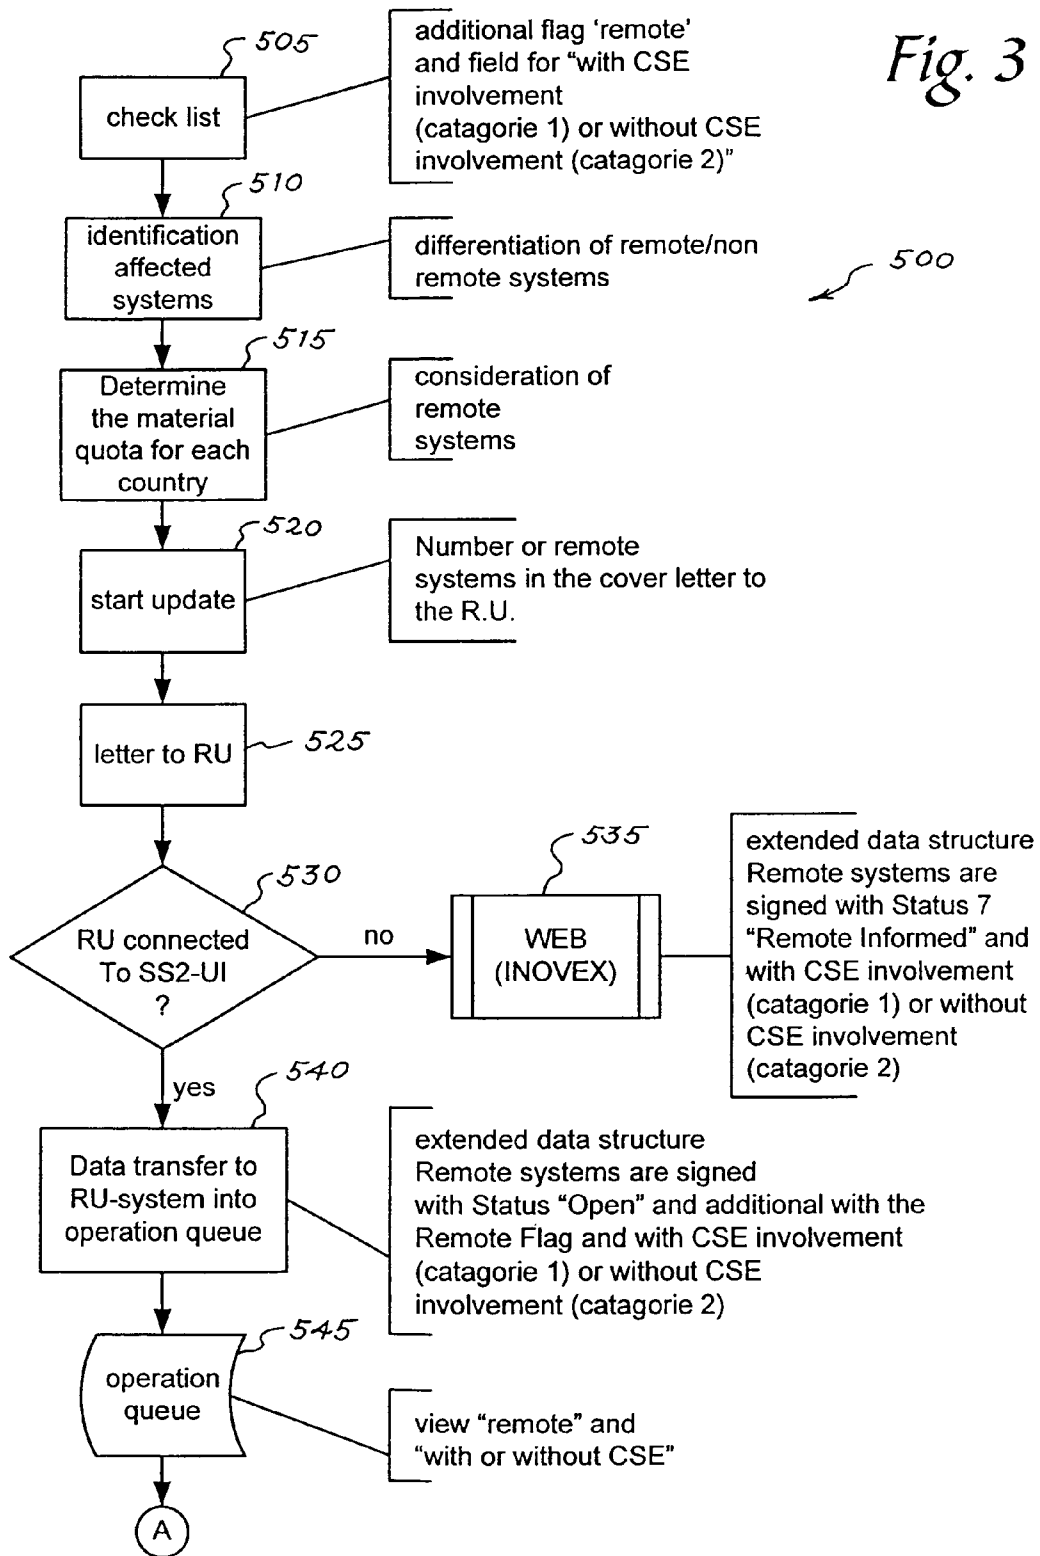 Fig. 3
505
check list
additional flag ‘remote’
and field for “with CSE
involvement
(catagorie 1) or without CSE
involvement (catagorie 2)”
510
identification
affected
systems
differentiation of remote/non
remote systems
500
515
Determine
the material
quota for each
country
consideration of
remote
systems
520
start update
Number or remote
systems in the cover letter to
the R.U.
letter to RU
525
530
RU connected
To SS2-UI
?
no
535
WEB
(INOVEX)
extended data structure
Remote systems are
signed with Status 7
“Remote Informed” and
with CSE involvement
(catagorie 1) or without
CSE involvement
(catagorie 2)
yes
540
Data transfer to
RU-system into
operation queue
extended data structure
Remote systems are signed
with Status “Open” and additional with the
Remote Flag and with CSE involvement
(catagorie 1) or without CSE
involvement (catagorie 2)
545
operation
queue
view “remote” and
“with or without CSE”
A